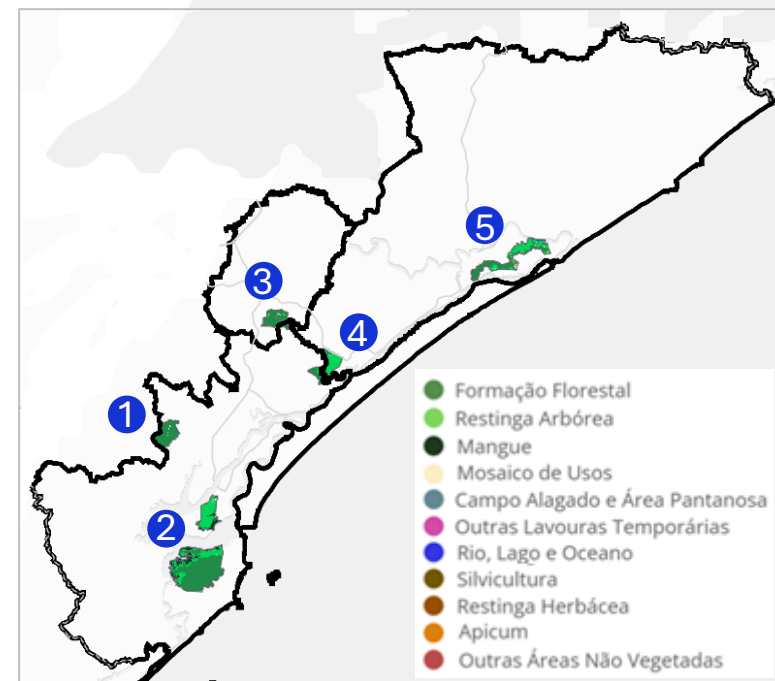 5
3
4
1
2
Formação Florestal
Restinga Arbórea
Mangue
Mosaico de Usos
Campo Alagado e Área Pantanosa
Outras Lavouras Temporárias
Rio, Lago e Oceano
Silvicultura
Restinga Herbácea
Apicum
Outras Áreas Não Vegetadas